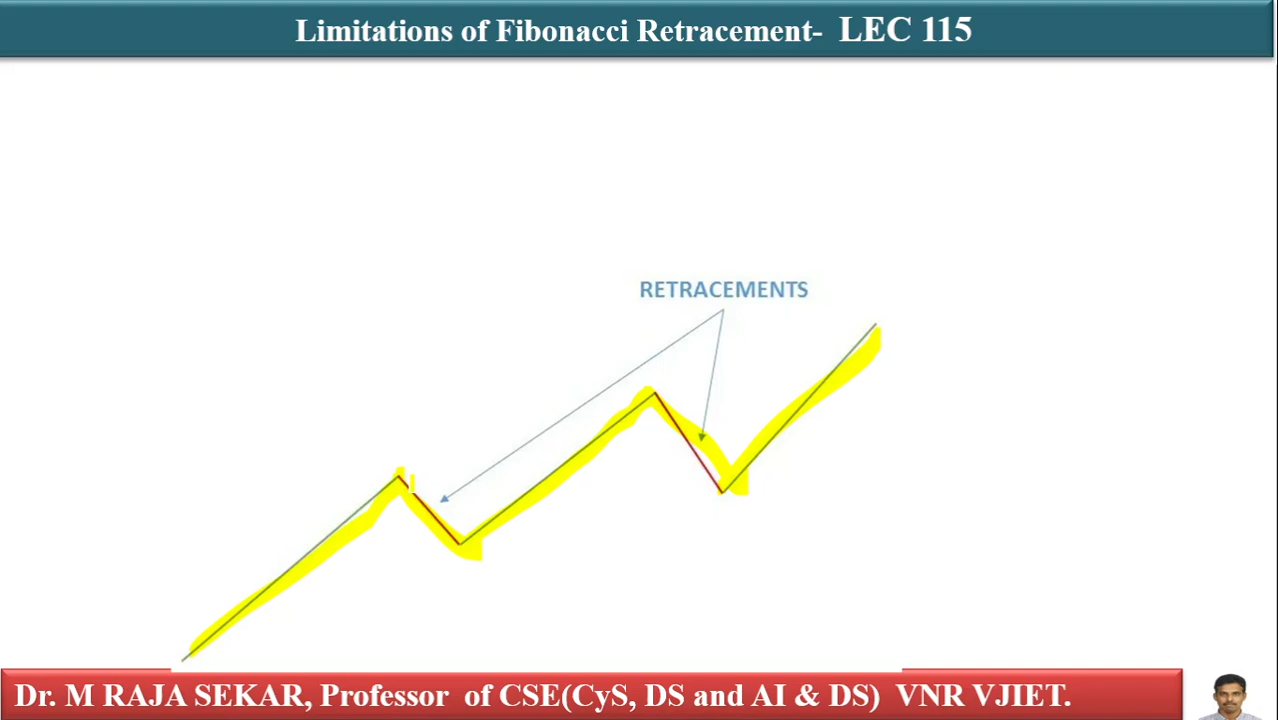 Limitations of Fibonacci Retracement- LEC 115
RETRACEMENTS
Dr. M RAJA SEKAR, Professor of CSE(CyS, DS and AI & DS) VNR VJIET.